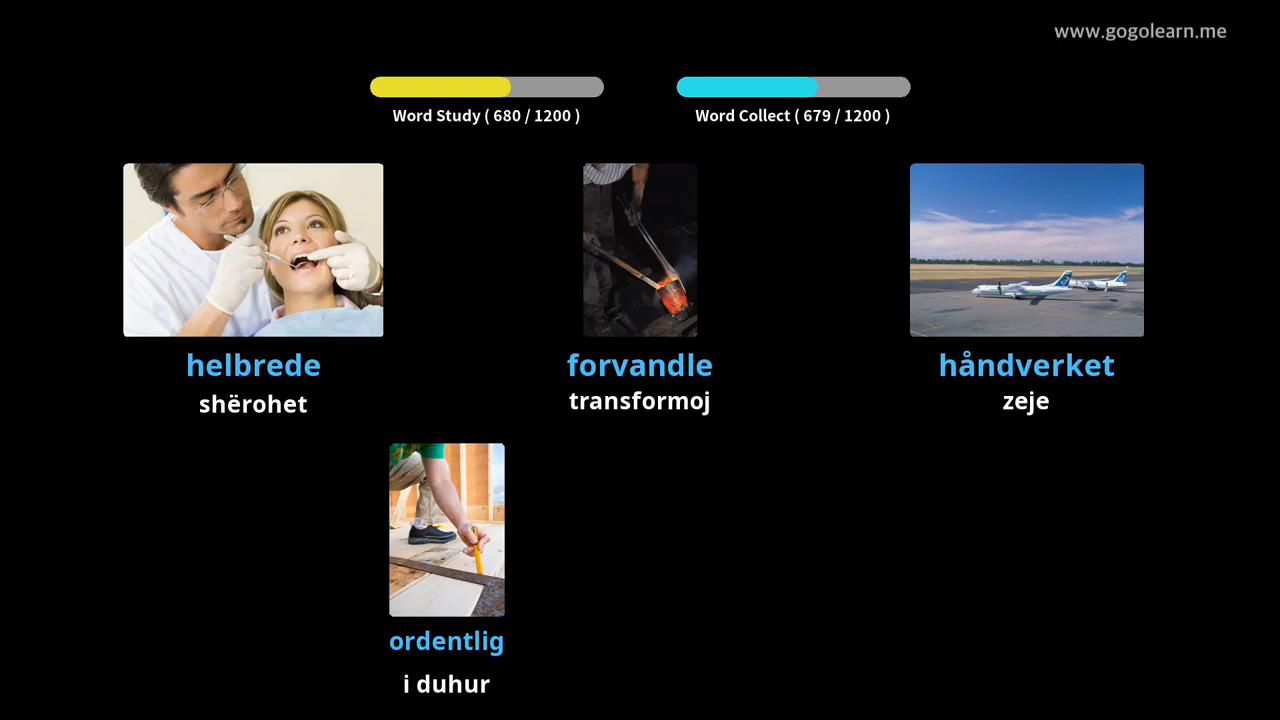 www.gogolearn.me
Word Study ( 680 / 1200 )
Word Collect ( 679 / 1200 )
helbrede
shërohet
forvandle
transformoj
håndverket
zeje
ordentlig
i duhur